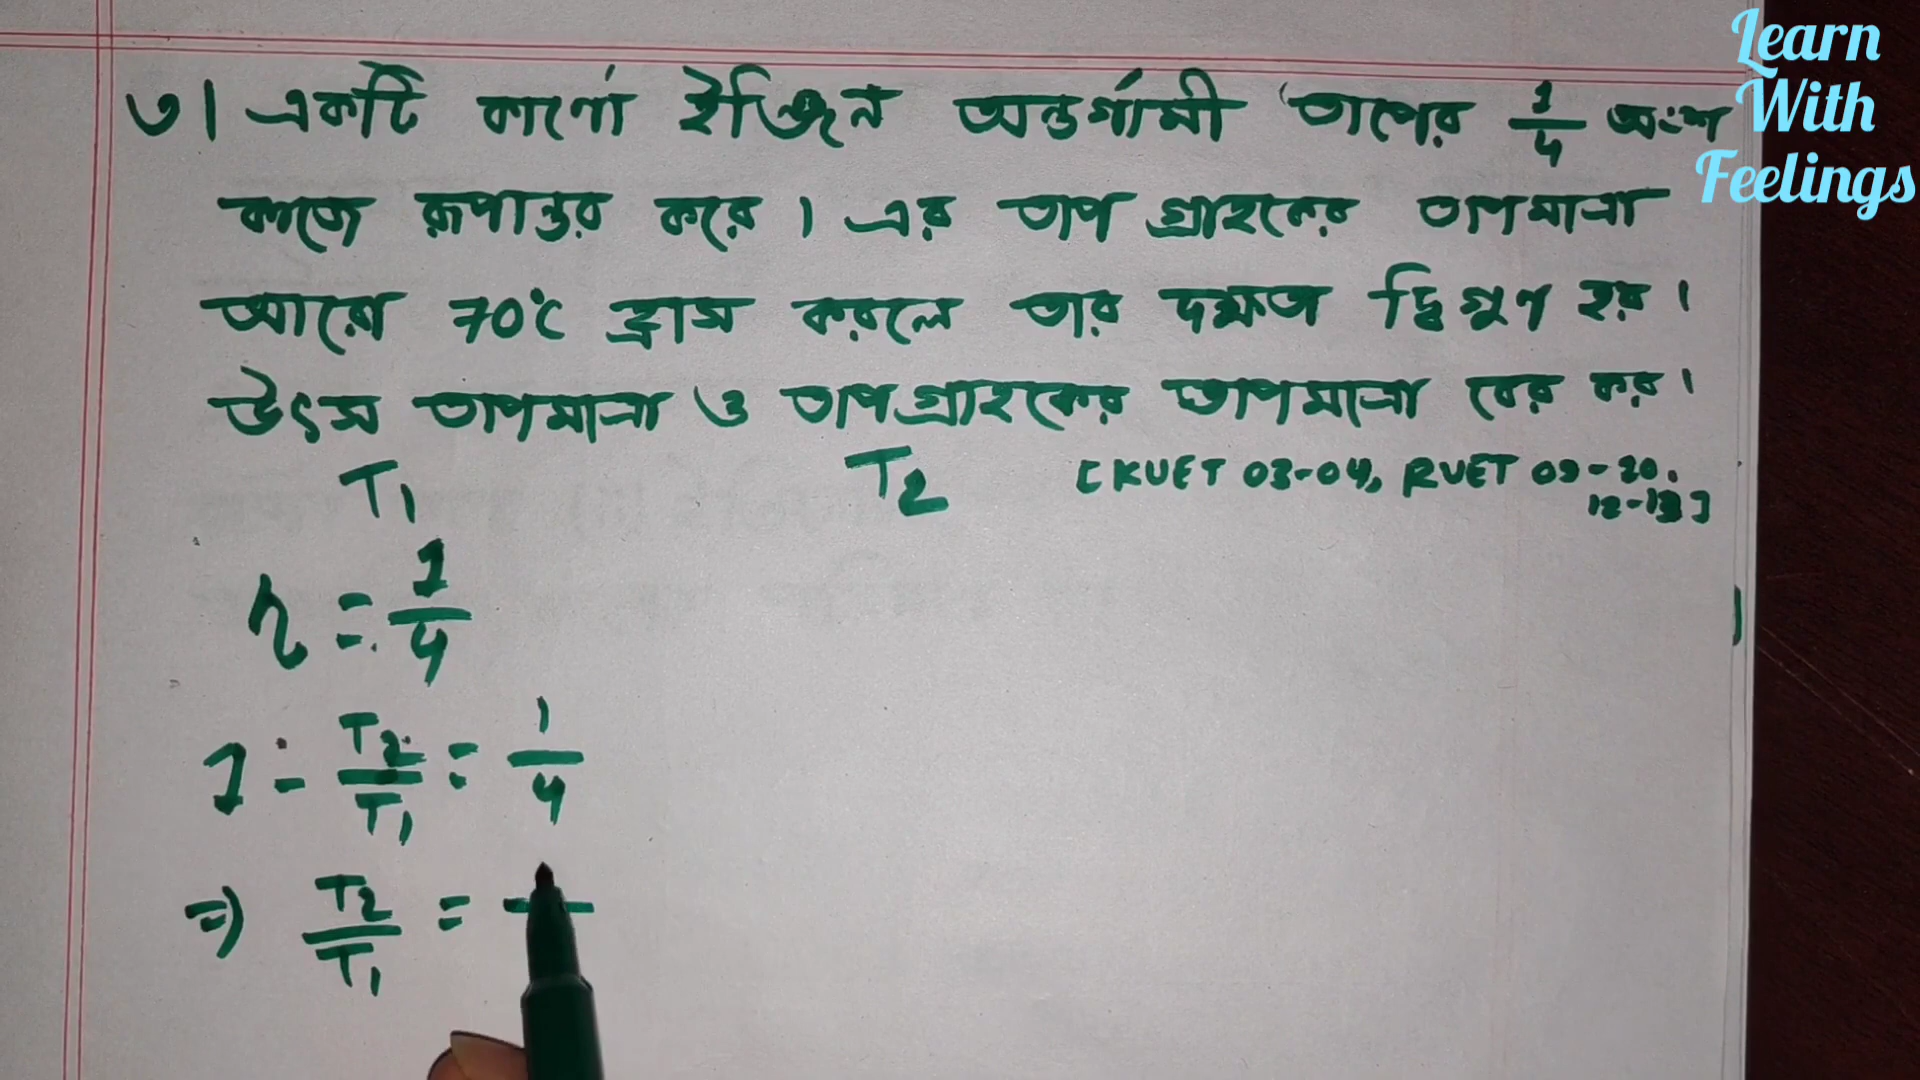 ৩। একটি কার্ণো ইঞ্জিন অন্তর্গামী তাপের 1/4 অংশ
কাজে রূপান্তর করে। এর তাপ গ্রাহকের তাপমাত্রা
আরো 70°C হ্রাস করলে তার দক্ষতা দ্বিগুণ হয়।
উৎস তাপমাত্রা ও তাপগ্রাহকের তাপমাত্রা বের কর।
T₁ T₂ [KUET 03-04, RUET 09-10,
12-13]
η = 1/4
1 - T₂/T₁ = 1/4
⇒ T₂/T₁ =
Learn
With
Feelings